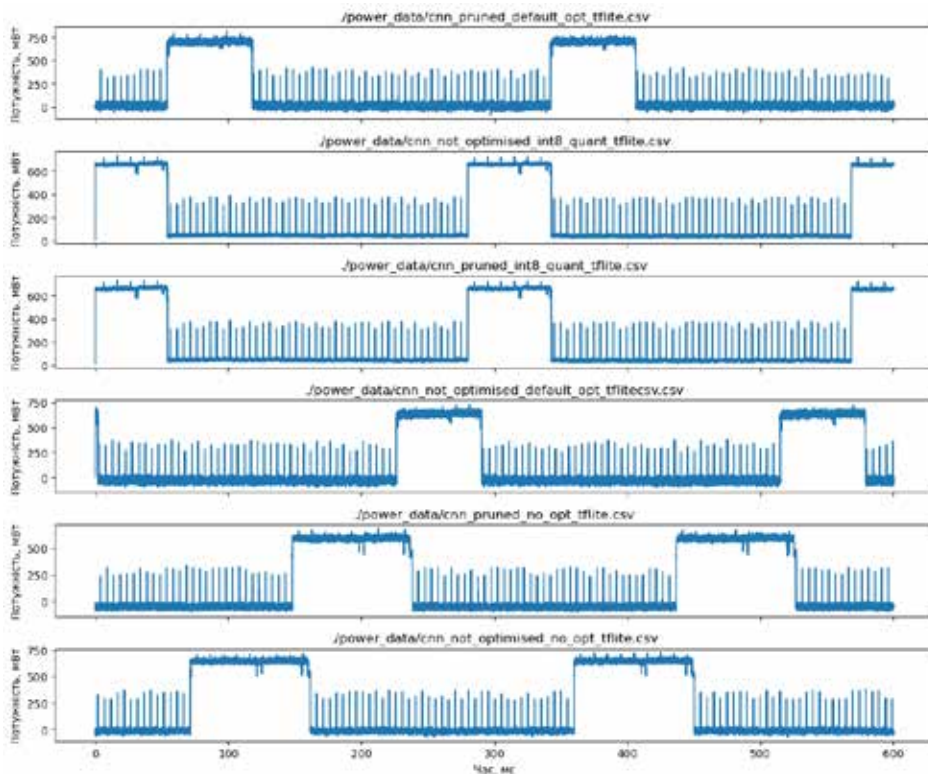 ./power_data/cnn_pruned_default_opt_tflite.csv
Потужність, мВт
750
500
250
0
./power_data/cnn_not_optimised_int8_quant_tflite.csv
Потужність, мВт
600
400
200
0
./power_data/cnn_pruned_int8_quant_tflite.csv
Потужність, мВт
600
400
200
0
./power_data/cnn_not_optimised_default_opt_tflitecsv.csv
Потужність, мВт
750
500
250
0
./power_data/cnn_pruned_no_opt_tflite.csv
Потужність, мВт
500
250
0
./power_data/cnn_not_optimised_no_opt_tflite.csv
Потужність, мВт
750
500
250
0
0 100 200 300 400 500 600
Час, мс